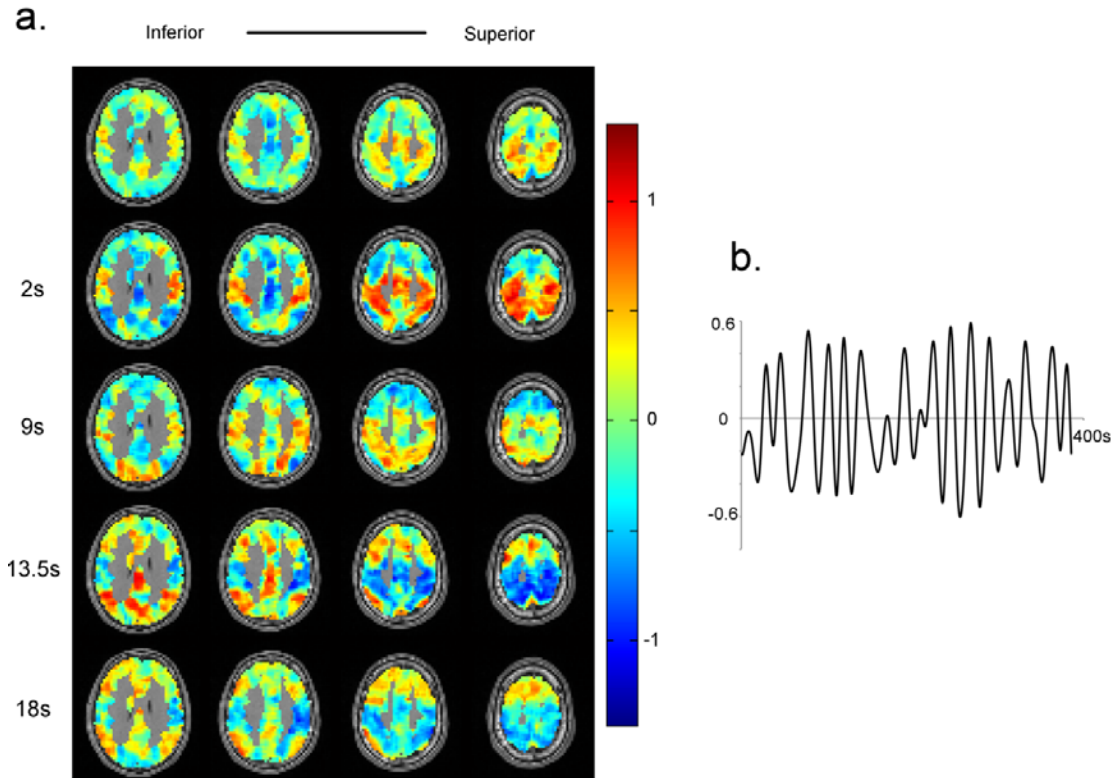 a.
Inferior
Superior
2s
9s
13.5s
18s
1
0
-1
b.
0.6
0
-0.6
400s